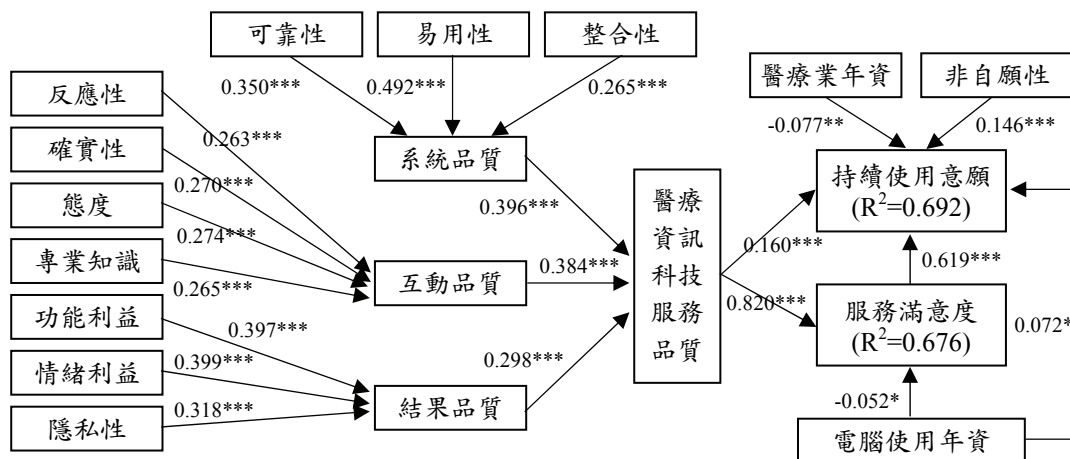 可靠性
易用性
整合性
0.350***
0.492***
0.265***
醫療業年資
非自願性
-0.077**
0.146***
反應性
確實性
態度
專業知識
功能利益
情緒利益
隱私性
0.263***
0.270***
0.274***
0.265***
0.397***
0.399***
0.318***
系統品質
互動品質
結果品質
0.396***
0.384***
0.298***
醫療
資訊
科技
服務
品質
0.160***
0.820***
持續使用意願
(R²=0.692)
0.619***
服務滿意度
(R²=0.676)
0.072*
-0.052*
電腦使用年資